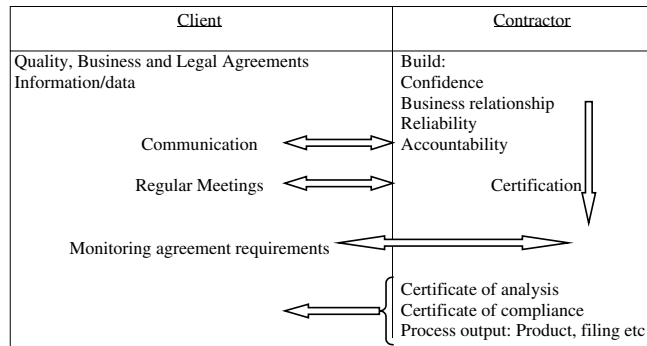 Client
Contractor
Quality, Business and Legal Agreements
Information/data
Build:
Confidence
Business relationship
Reliability
Accountability
Communication
Regular Meetings
Certification
Monitoring agreement requirements
Certificate of analysis
Certificate of compliance
Process output: Product, filing etc